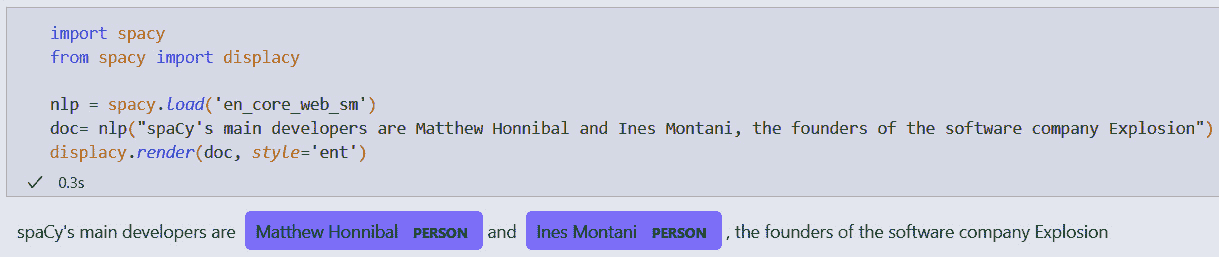 import spacy
from spacy import displacy
nlp = spacy.load('en_core_web_sm')
doc= nlp("spaCy's main developers are Matthew Honnibal and Ines Montani, the founders of the software company Explosion")
displacy.render(doc, style='ent')
✓ 0.3s
spaCy's main developers are Matthew Honnibal PERSON and Ines Montani PERSON , the founders of the software company Explosion